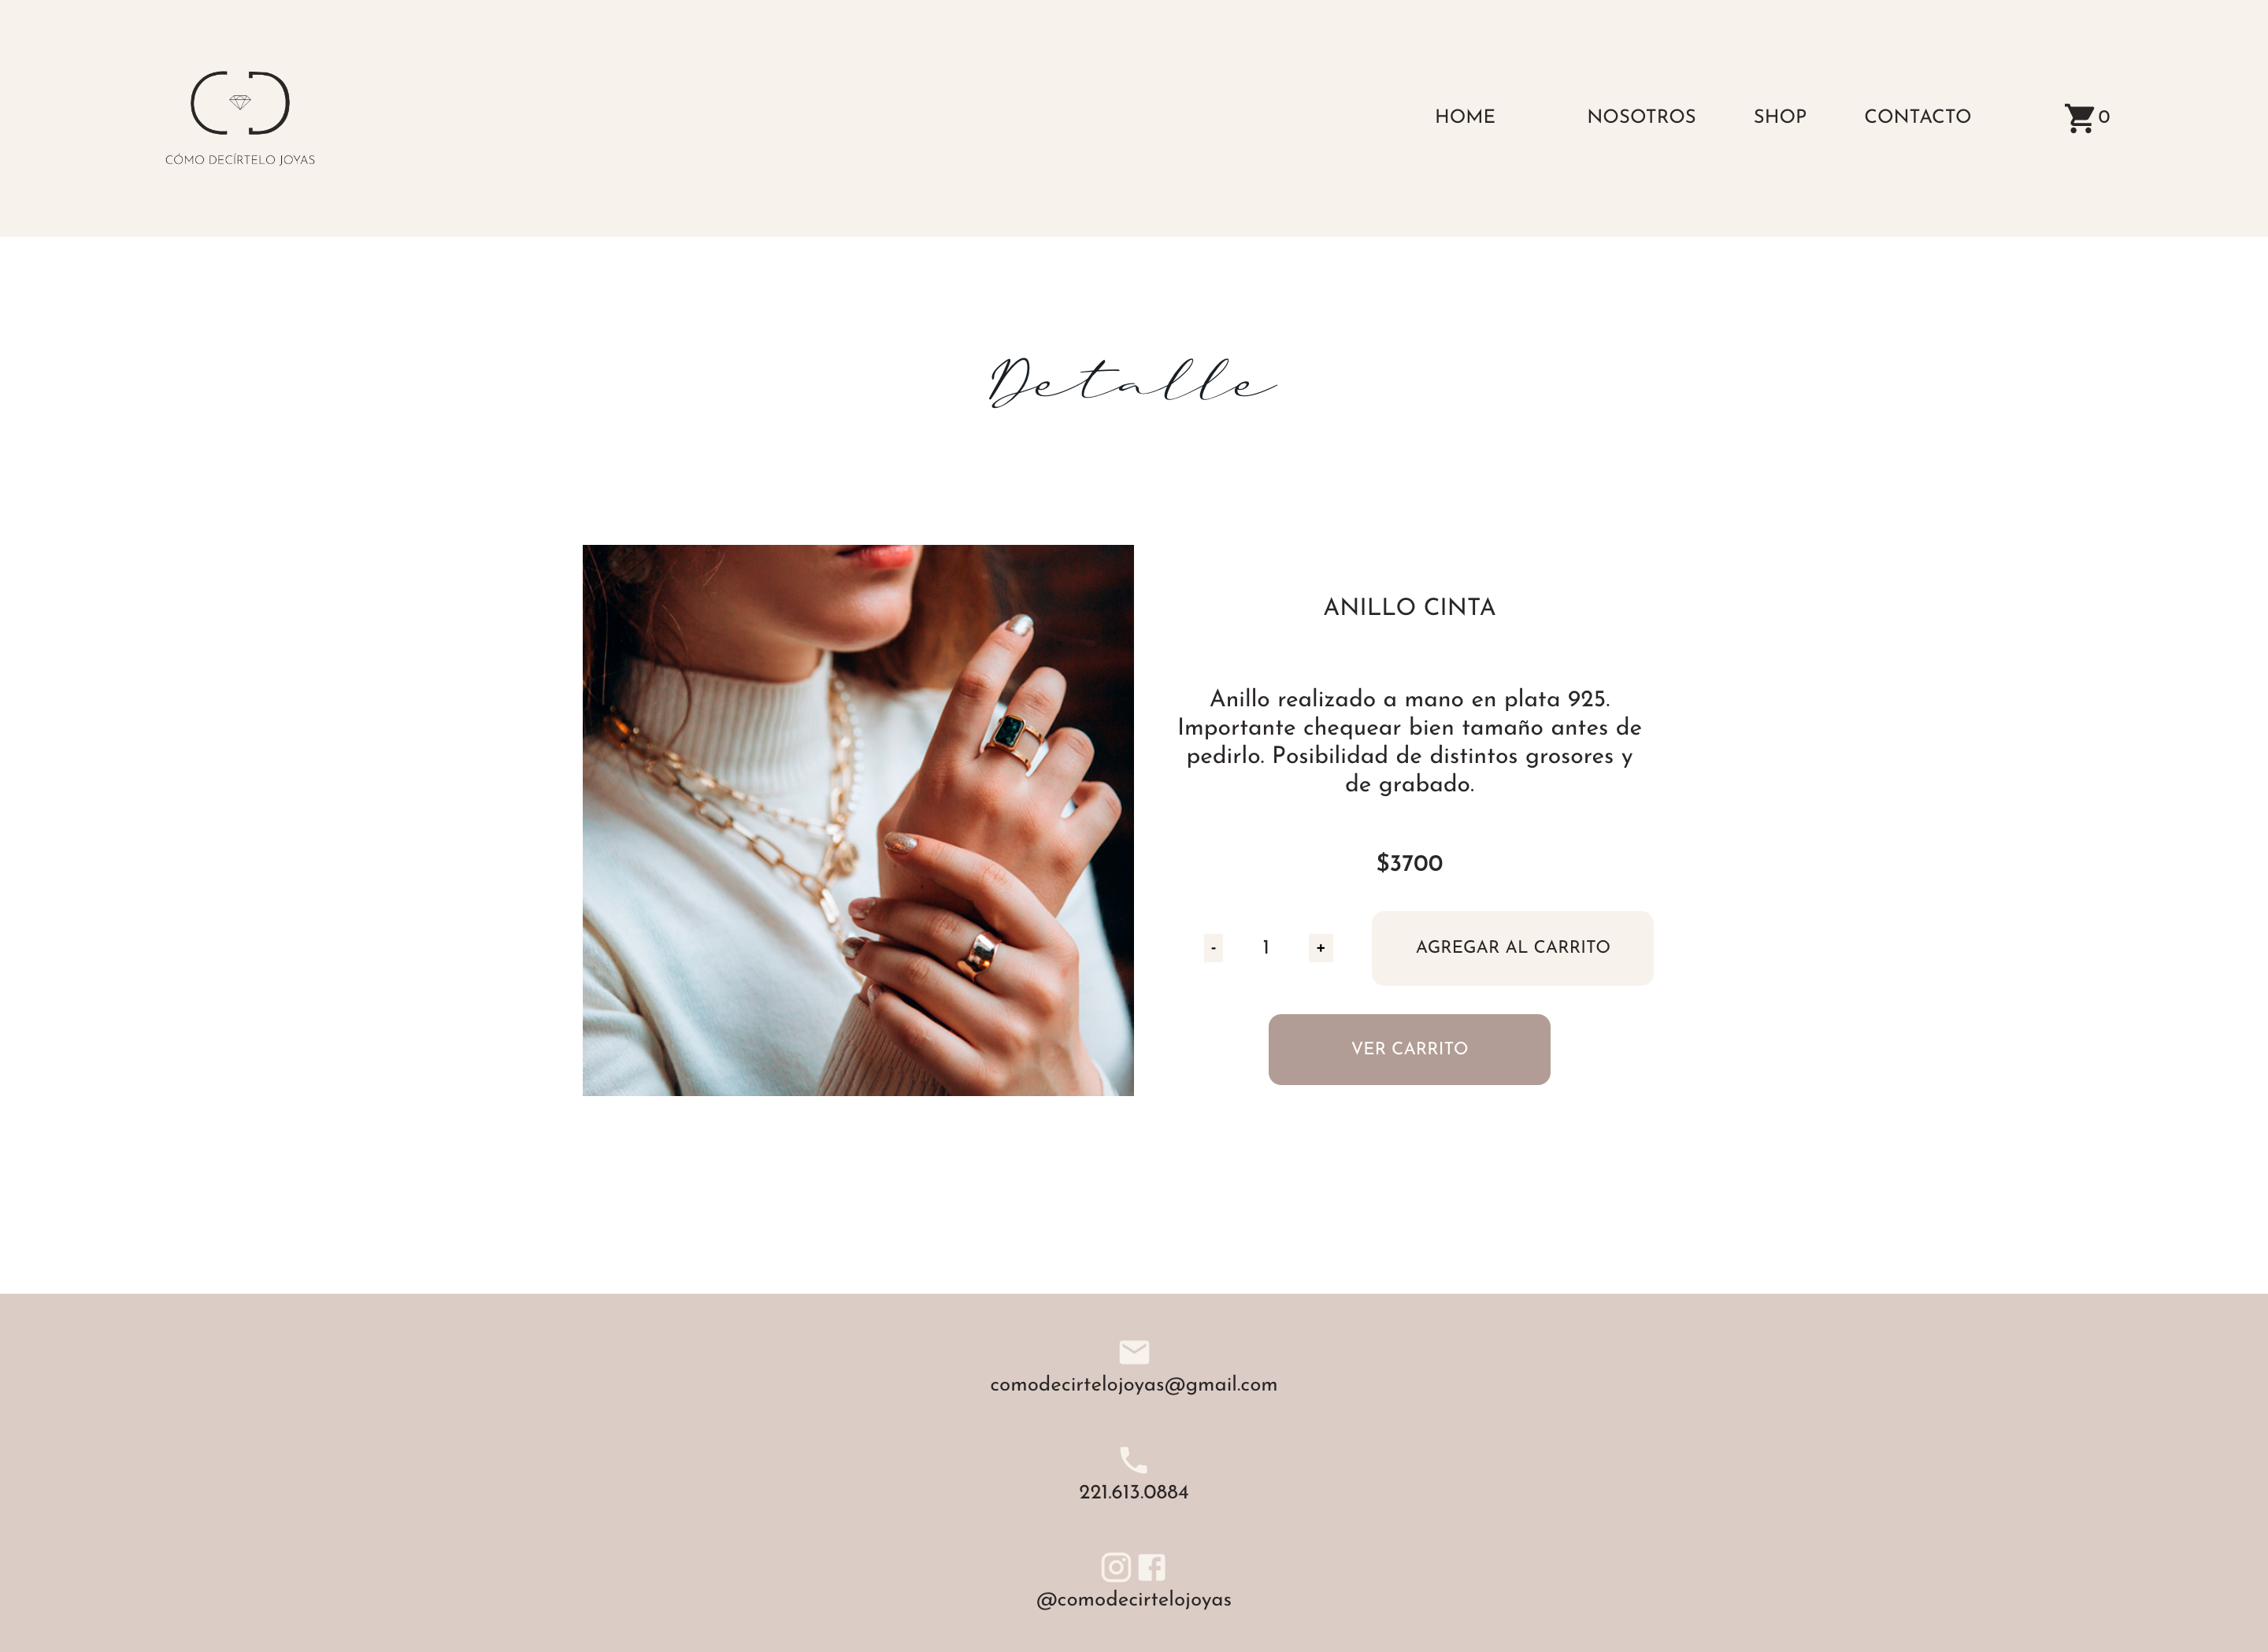 CÓMO DECÍRTELO JOYAS
HOME NOSOTROS SHOP CONTACTO 0
Detalle
ANILLO CINTA
Anillo realizado a mano en plata 925.
Importante chequear bien tamaño antes de
pedirlo. Posibilidad de distintos grosores y
de grabado.
$3700
- 1 + AGREGAR AL CARRITO
VER CARRITO
comodecirtelojoyas@gmail.com
221.613.0884
@comodecirtelojoyas